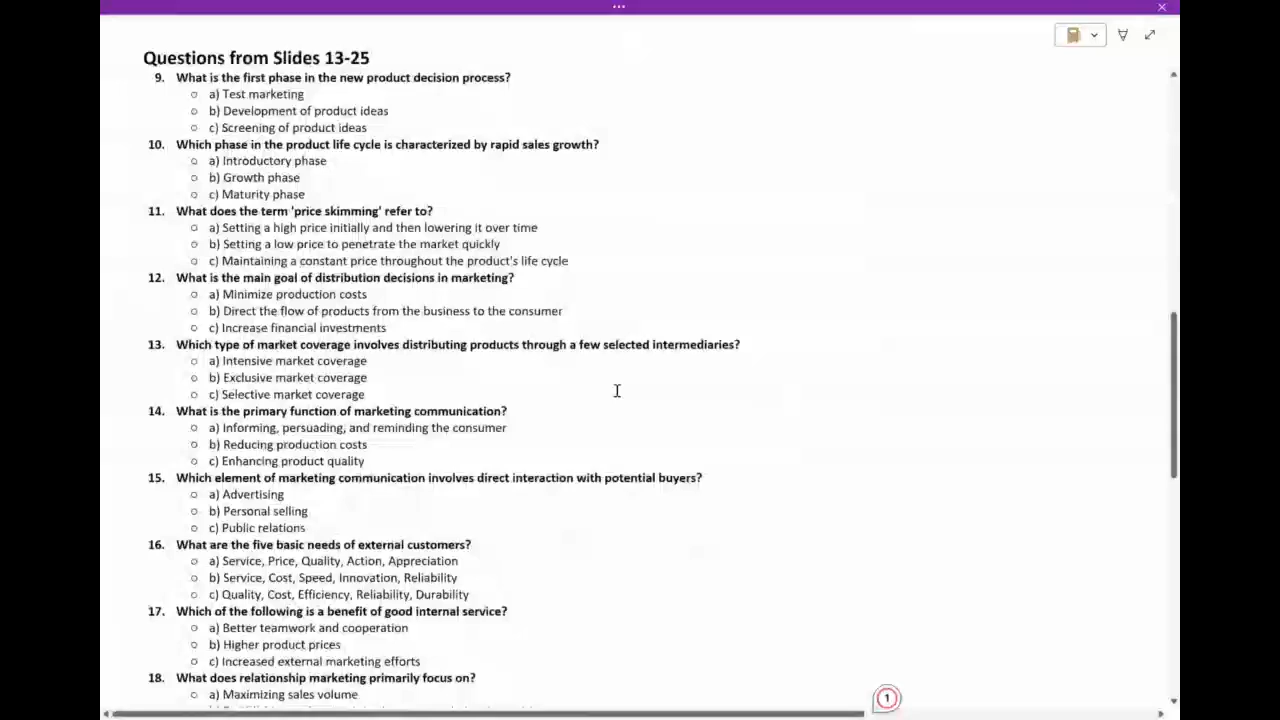 Questions from Slides 13-25
9. What is the first phase in the new product decision process?
a) Test marketing
b) Development of product ideas
c) Screening of product ideas
10. Which phase in the product life cycle is characterized by rapid sales growth?
a) Introductory phase
b) Growth phase
c) Maturity phase
11. What does the term 'price skimming' refer to?
a) Setting a high price initially and then lowering it over time
b) Setting a low price to penetrate the market quickly
c) Maintaining a constant price throughout the product's life cycle
12. What is the main goal of distribution decisions in marketing?
a) Minimize production costs
b) Direct the flow of products from the business to the consumer
c) Increase financial investments
13. Which type of market coverage involves distributing products through a few selected intermediaries?
a) Intensive market coverage
b) Exclusive market coverage
c) Selective market coverage
14. What is the primary function of marketing communication?
a) Informing, persuading, and reminding the consumer
b) Reducing production costs
c) Enhancing product quality
15. Which element of marketing communication involves direct interaction with potential buyers?
a) Advertising
b) Personal selling
c) Public relations
16. What are the five basic needs of external customers?
a) Service, Price, Quality, Action, Appreciation
b) Service, Cost, Speed, Innovation, Reliability
c) Quality, Cost, Efficiency, Reliability, Durability
17. Which of the following is a benefit of good internal service?
a) Better teamwork and cooperation
b) Higher product prices
c) Increased external marketing efforts
18. What does relationship marketing primarily focus on?
a) Maximizing sales volume
1